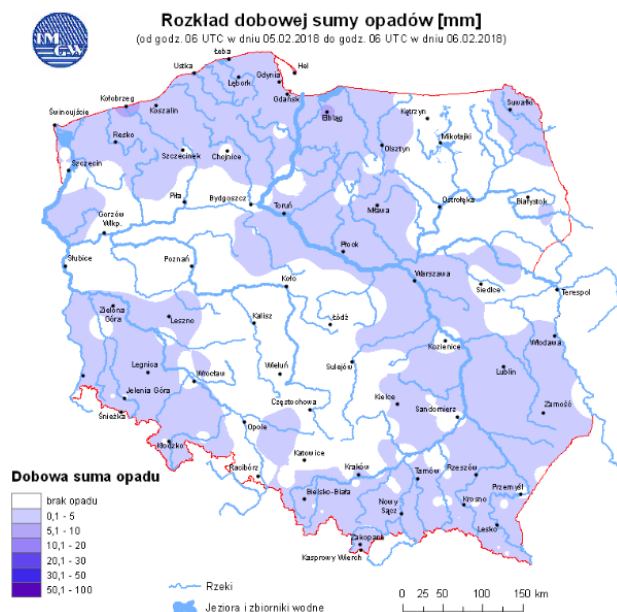 IMGW
Rozkład dobowej sumy opadów [mm]
(od godz. 06 UTC w dniu 05.02.2018 do godz. 06 UTC w dniu 06.02.2018)
Łeba
Hel
Ustka
Gdynia
Lębork
Gdańsk
Kołobrzeg
Koszalin
Suwałki
Świnoujście
Elbląg
Kętrzyn
Resko
Mikołajki
Szczecinek
Chojnice
Olsztyn
Szczecin
Piła
Bydgoszcz
Toruń
Ostrołęka
Białystok
Mława
Gorzów
Wlkp.
Płock
Słubice
Poznań
Warszawa
Koło
Siedlce
Terespol
Zielona
Góra
Leszno
Kalisz
Łódź
Kozienice
Włodawa
Legnica
Wrocław
Wieluń
Sulejów
Lublin
Jelenia Góra
Kielce
Śnieżka
Częstochowa
Sandomierz
Zamość
Opole
Kłodzko
Katowice
Racibórz
Kraków
Tarnów
Rzeszów
Przemyśl
Bielsko-Biała
Nowy
Sącz
Krosno
Lesko
Zakopane
Kasprowy Wierch
Dobowa suma opadu
brak opadu
0,1 - 5
5,1 - 10
10,1 - 20
20,1 - 30
30,1 - 50
50,1 - 100
Rzeki
Jeziora i zbiorniki wodne
0 25 50 100 150 km